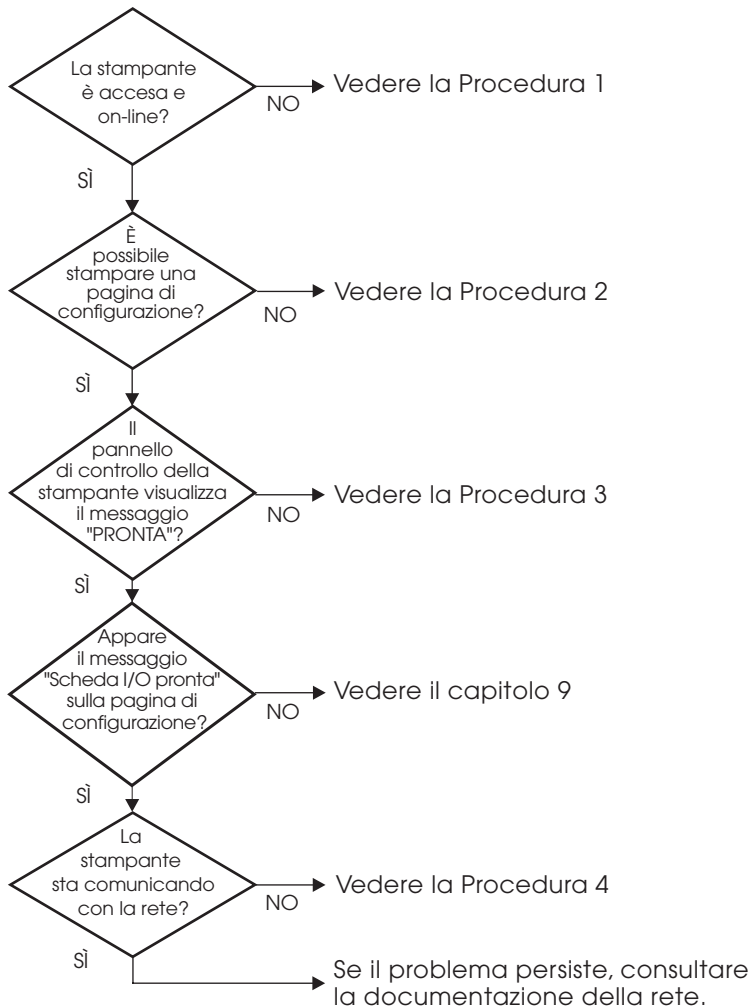 La stampante
è accesa e
on-line?
NO
Vedere la Procedura 1
SÌ
È
possibile
stampare una
pagina di
configurazione?
NO
Vedere la Procedura 2
SÌ
Il
pannello
di controllo della
stampante visualizza
il messaggio
"PRONTA"?
NO
Vedere la Procedura 3
SÌ
Appare
il messaggio
"Scheda I/O pronta"
sulla pagina di
configurazione?
NO
Vedere il capitolo 9
SÌ
La
stampante
sta comunicando
con la rete?
NO
Vedere la Procedura 4
SÌ
Se il problema persiste, consultare
la documentazione della rete.